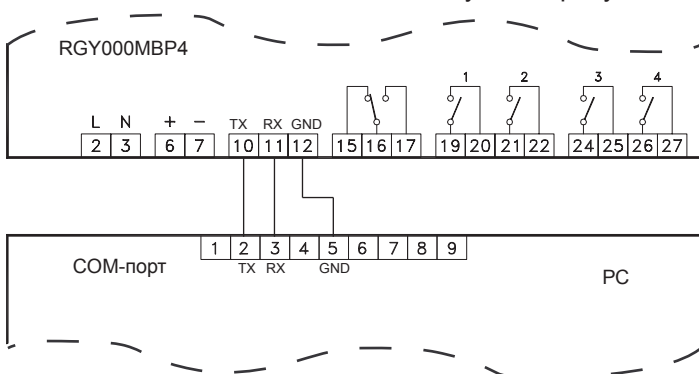 RGY000MBP4
1 2 3 4
L N + − TX RX GND
2 3 6 7 10 11 12 15 16 17 19 20 21 22 24 25 26 27
1 2 3 4 5 6 7 8 9
COM-порт TX RX GND PC